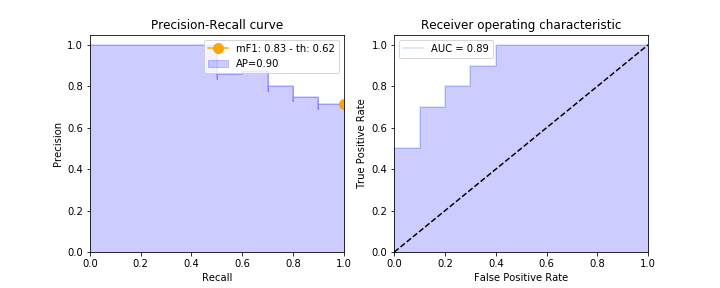 Precision-Recall curve
1.0
0.8
0.6
0.4
0.2
0.0
Precision
0.0 0.2 0.4 0.6 0.8 1.0
Recall
mF1: 0.83 - th: 0.62
AP=0.90
Receiver operating characteristic
1.0
0.8
0.6
0.4
0.2
0.0
True Positive Rate
0.0 0.2 0.4 0.6 0.8 1.0
False Positive Rate
AUC = 0.89